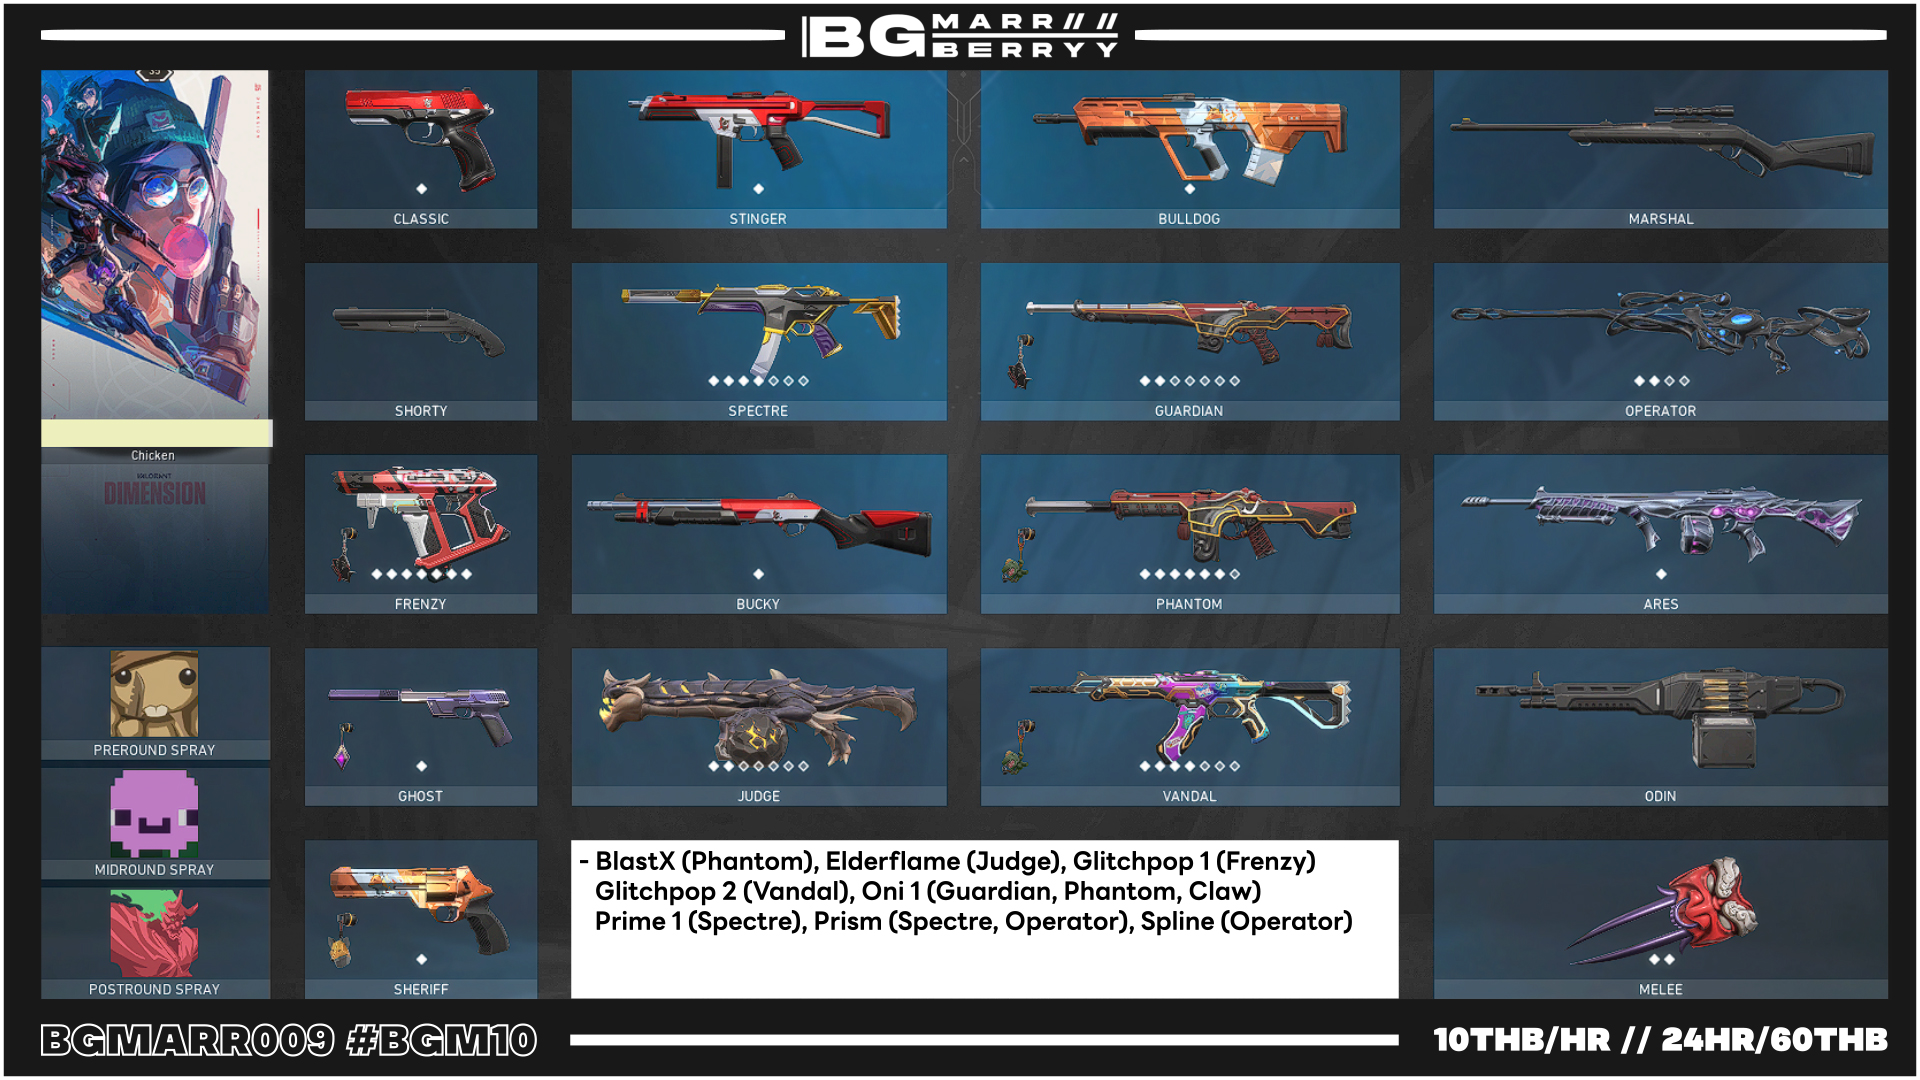 BG MARR// //
BERRYY
35
Chicken
VALORANT
DIMENSION
PREROUND SPRAY
MIDROUND SPRAY
POSTROUND SPRAY
CLASSIC
STINGER
BULLDOG
MARSHAL
SHORTY
SPECTRE
GUARDIAN
OPERATOR
FRENZY
BUCKY
PHANTOM
ARES
GHOST
JUDGE
VANDAL
ODIN
SHERIFF
- BlastX (Phantom), Elderflame (Judge), Glitchpop 1 (Frenzy)
Glitchpop 2 (Vandal), Oni 1 (Guardian, Phantom, Claw)
Prime 1 (Spectre), Prism (Spectre, Operator), Spline (Operator)
MELEE
BGMARR009 #BGM10
10THB/HR // 24HR/60THB